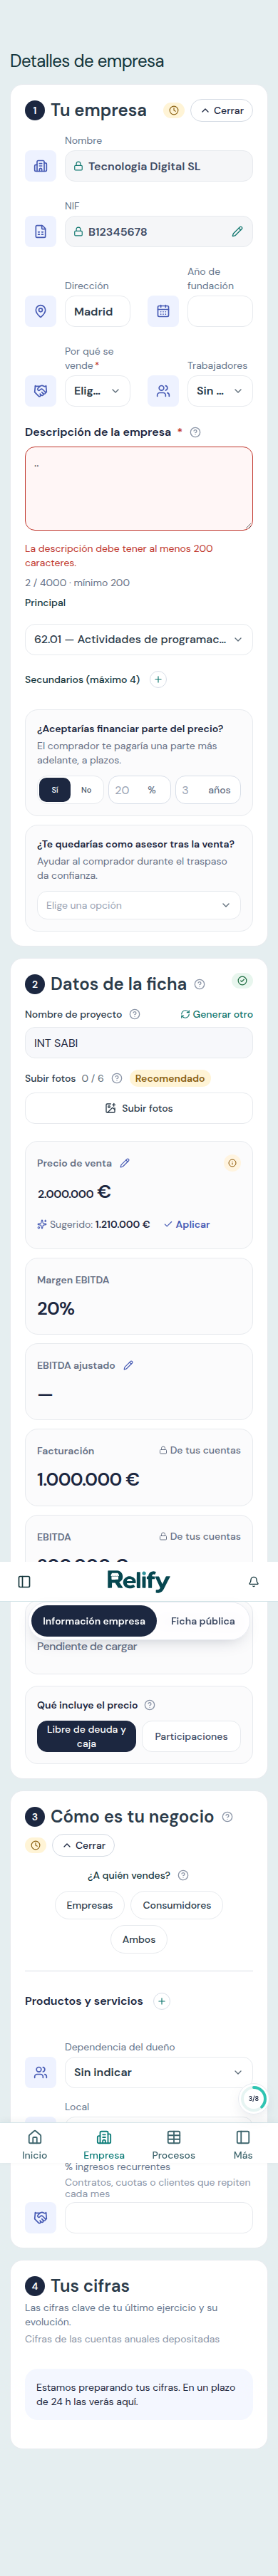 Detalles de empresa
1 Tu empresa
Cerrar
Nombre
Tecnologia Digital SL
NIF
B12345678
Año de
Dirección
fundación
Madrid
Por qué se
vende *
Trabajadores
Elig...
Sin ...
Descripción de la empresa *
..
La descripción debe tener al menos 200
caracteres.
2 / 4000 · mínimo 200
Principal
62.01 — Actividades de programac...
Secundarios (máximo 4)
¿Aceptarías financiar parte del precio?
El comprador te pagaría una parte más
adelante, a plazos.
Sí
No
20 %
3 años
¿Te quedarías como asesor tras la venta?
Ayudar al comprador durante el traspaso
da confianza.
Elige una opción
2 Datos de la ficha
Nombre de proyecto
Generar otro
INT SABI
Subir fotos 0 / 6
Recomendado
Subir fotos
Precio de venta
2.000.000 €
Sugerido: 1.210.000 €
Aplicar
Margen EBITDA
20%
EBITDA ajustado
—
Facturación
De tus cuentas
1.000.000 €
EBITDA
De tus cuentas
Relify
Información empresa
Ficha pública
Pendiente de cargar
Qué incluye el precio
Libre de deuda y
caja
Participaciones
3 Cómo es tu negocio
Cerrar
¿A quién vendes?
Empresas
Consumidores
Ambos
Productos y servicios
Dependencia del dueño
Sin indicar
3/8
Local
Inicio
Empresa
Procesos
Más
% ingresos recurrentes
Contratos, cuotas o clientes que repiten
cada mes
4 Tus cifras
Las cifras clave de tu último ejercicio y su
evolución.
Cifras de las cuentas anuales depositadas
Estamos preparando tus cifras. En un plazo
de 24 h las verás aquí.